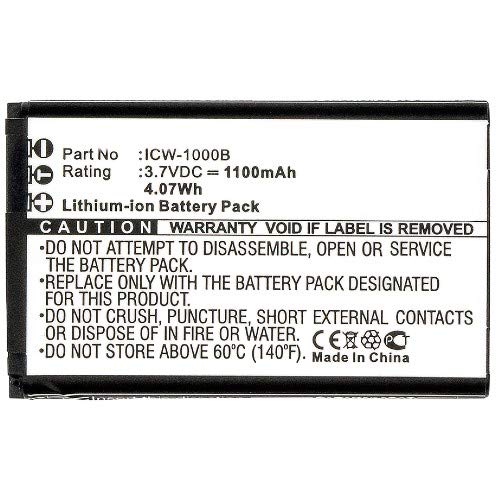 Part No :ICW-1000B
Rating :3.7VDC ⎓ 1100mAh
4.07Wh
Lithium-ion Battery Pack
CAUTION WARRANTY VOID IF LABEL IS REMOVED
•DO NOT ATTEMPT TO DISASSEMBLE, OPEN OR SERVICE
THE BATTERY PACK.
•REPLACE ONLY WITH THE BATTERY PACK DESIGNATED
FOR THIS PRODUCT.
•DO NOT CRUSH, PUNCTURE, SHORT EXTERNAL CONTACTS
OR DISPOSE OF IN FIRE OR WATER.
•DO NOT STORE ABOVE 60°C (140°F).
CE